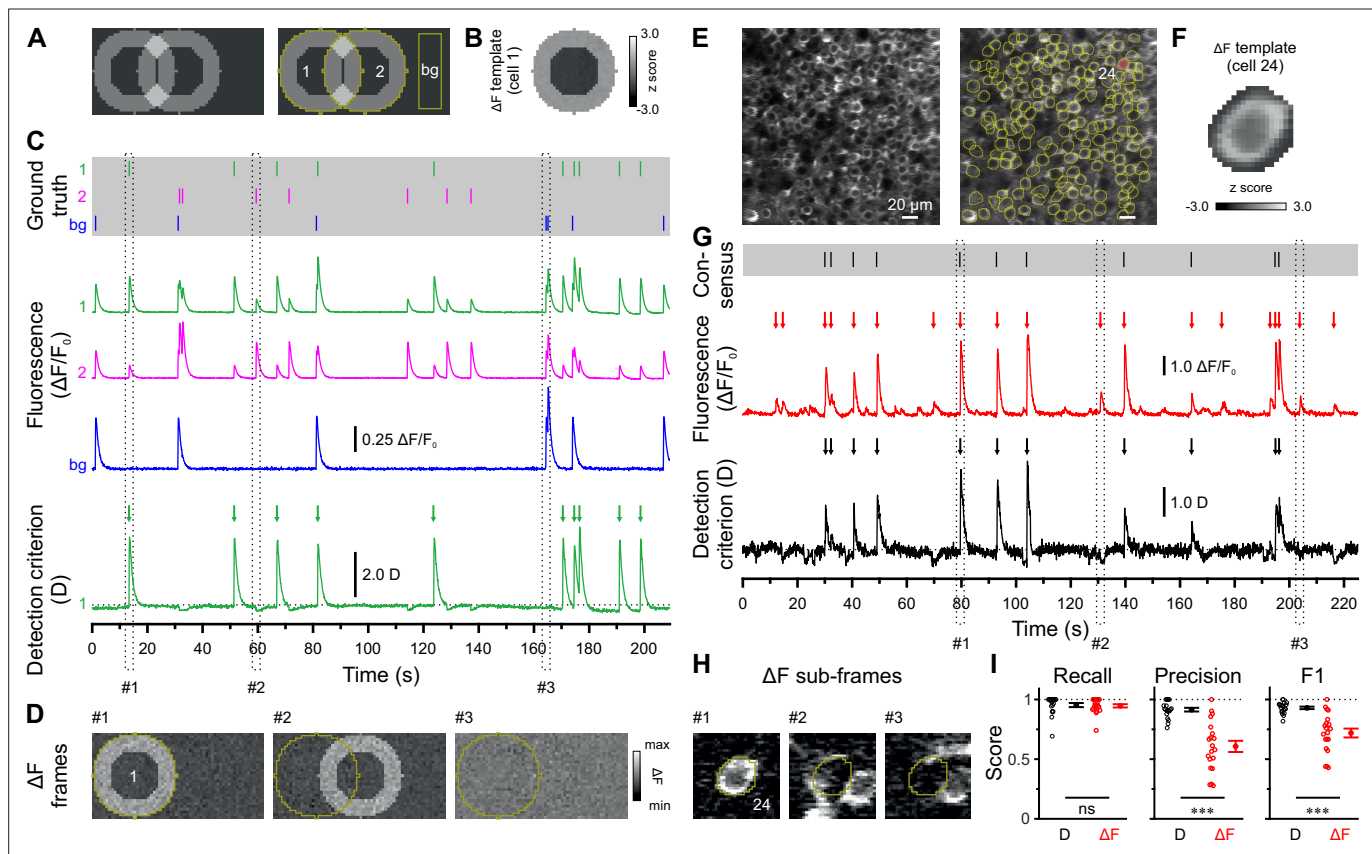 A
1
2
bg
B
ΔF template
(cell 1)
3.0
z score
-3.0
C
Ground
truth
1
2
bg
Fluorescence
(ΔF/F₀)
1
2
bg
0.25 ΔF/F₀
Detection criterion
(D)
1
2.0 D
0 20 40 60 80 100 120 140 160 180 200
Time (s)
#1 #2 #3
D
ΔF
frames
#1 #2 #3
1
max
ΔF
min
E
20 µm
24
F
ΔF template
(cell 24)
z score
-3.0 3.0
G
Con-
sensus
Fluorescence
(ΔF/F₀)
1.0 ΔF/F₀
Detection
criterion (D)
1.0 D
0 20 40 60 80 100 120 140 160 180 200 220
Time (s)
#1 #2 #3
H
ΔF sub-frames
#1 #2 #3
24
I
Recall Precision F1
Score
1 1 1
0.5 0.5 0.5
0
ns *** ***
D ΔF D ΔF D ΔF